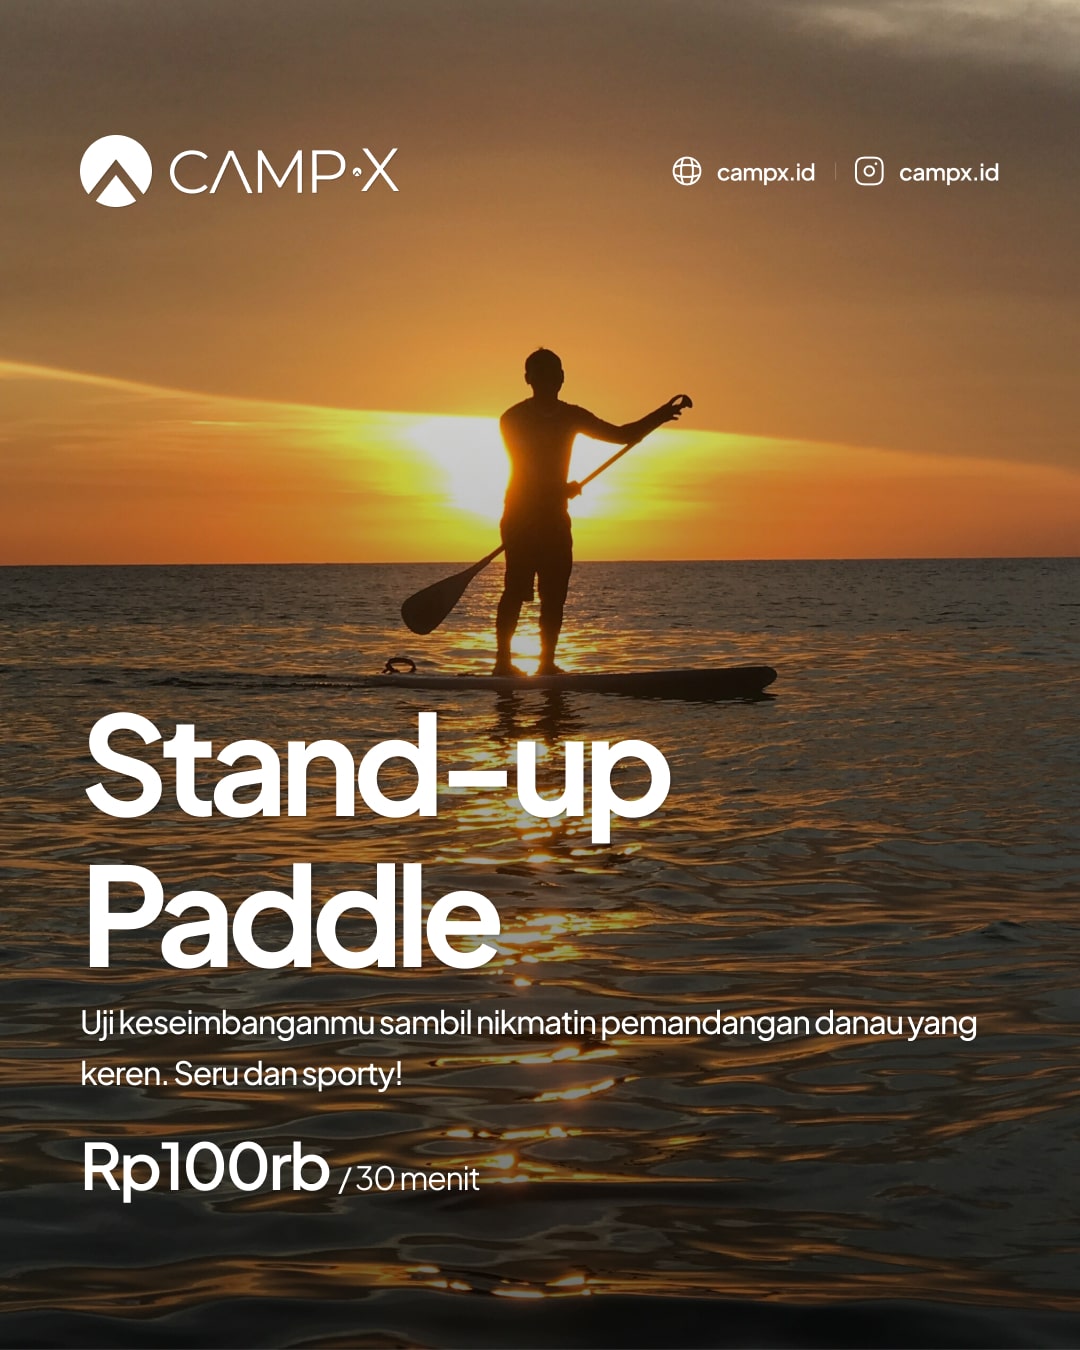 CAMP·X
campx.id | campx.id
Stand-up
Paddle
Uji keseimbanganmu sambil nikmatin pemandangan danau yang
keren. Seru dan sporty!
Rp100rb / 30 menit